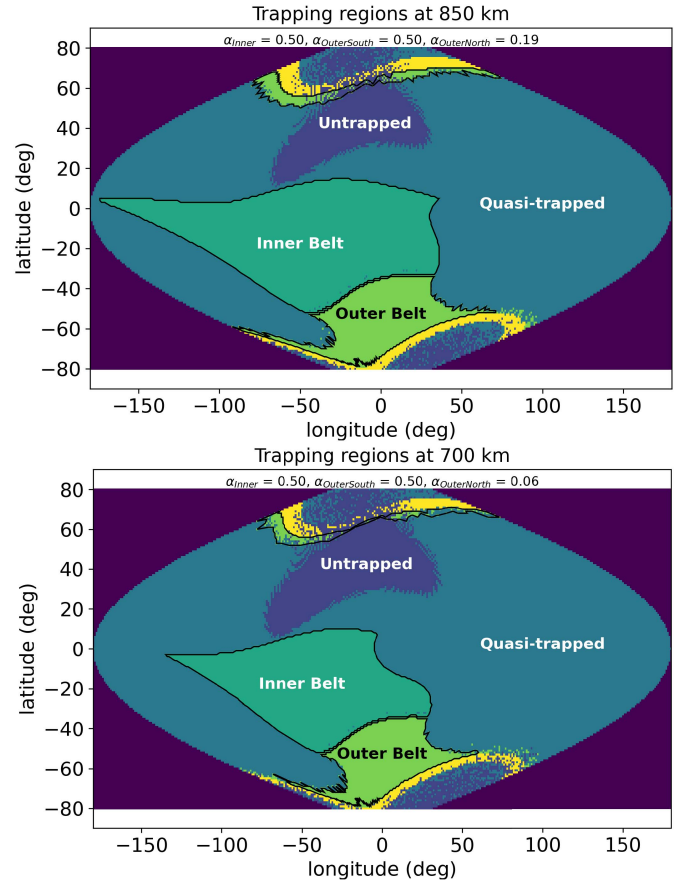 Trapping regions at 850 km
α_Inner = 0.50, α_OuterSouth = 0.50, α_OuterNorth = 0.19
80
60
40
20
0
−20
−40
−60
−80
latitude (deg)
Untrapped
Quasi-trapped
Inner Belt
Outer Belt
−150 −100 −50 0 50 100 150
longitude (deg)
Trapping regions at 700 km
α_Inner = 0.50, α_OuterSouth = 0.50, α_OuterNorth = 0.06
80
60
40
20
0
−20
−40
−60
−80
latitude (deg)
Untrapped
Quasi-trapped
Inner Belt
Outer Belt
−150 −100 −50 0 50 100 150
longitude (deg)